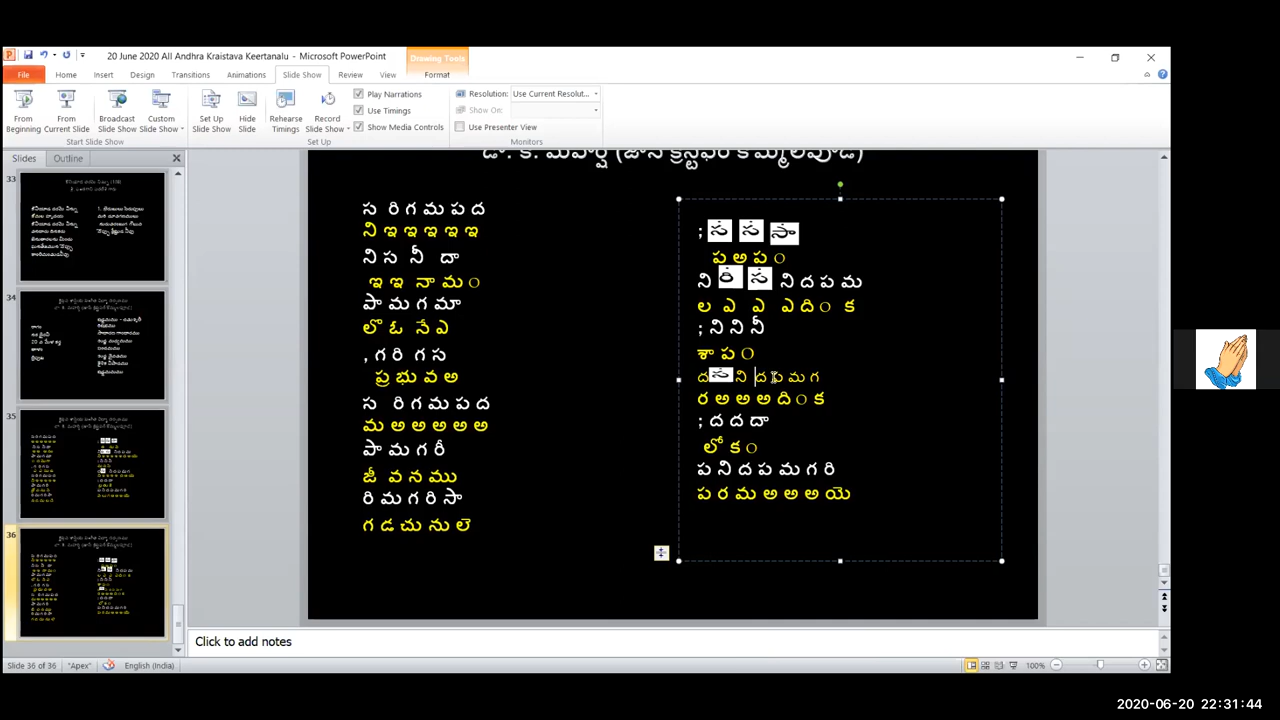 20 June 2020 All Andhra Kraistava Keertanalu - Microsoft PowerPoint
Drawing Tools
File Home Insert Design Transitions Animations Slide Show Review View Format
From Beginning
From Current Slide
Broadcast Slide Show
Custom Slide Show
Set Up Slide Show
Hide Slide
Rehearse Timings
Record Slide Show
Play Narrations
Use Timings
Show Media Controls
Resolution: Use Current Resolut...
Show On:
Use Presenter View
Start Slide Show
Set Up
Monitors
Slides Outline
33
34
35
36
స రి గ మ ప ద
ని ఇ ఇ ఇ ఇ ఇ
ని స నీ దా
ఇ ఇ నా మ ం
పా మ గ మా
లొ ఓ నే ఎ
, గ రి గ స
ప్ర భు వ అ
స రి గ మ ప ద
మ అ అ అ అ అ
పా మ గ రీ
జీ వ న ము
రి మ గ రి సా
గ డ చు ను లె
; స స సా
ప అ ప ం
ని రి స ని ద ప మ
ల ఎ ఎ ఎ ది ం క
; ని ని నీ
శా ప ం
ద స ని ద ప మ గ
ర అ అ అ ది ం క
; ద ద దా
లో క ం
ప ని ద ప మ గ రి
ప ర మ అ అ అ యె
Click to add notes
Slide 36 of 36 "Apex" English (India) 100%
2020-06-20 22:31:44